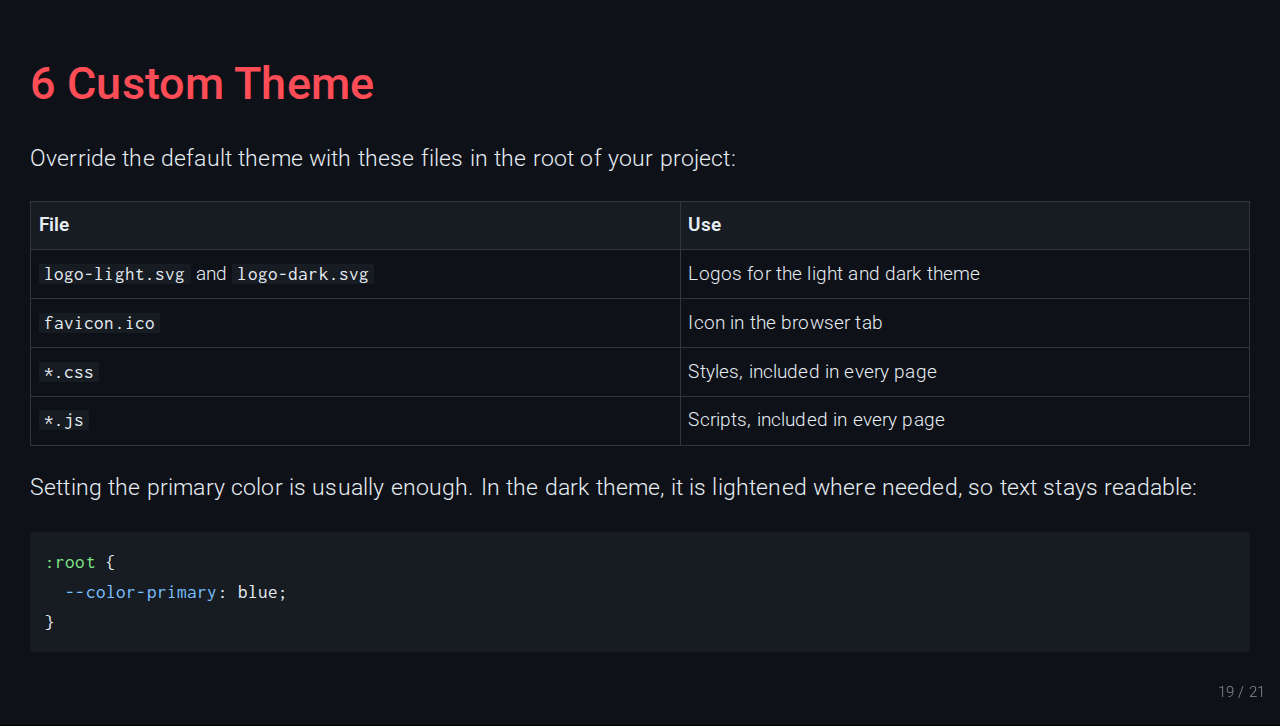 6 Custom Theme
Override the default theme with these files in the root of your project:
File Use
logo-light.svg and logo-dark.svg Logos for the light and dark theme
favicon.ico Icon in the browser tab
*.css Styles, included in every page
*.js Scripts, included in every page
Setting the primary color is usually enough. In the dark theme, it is lightened where needed, so text stays readable:
:root {
  --color-primary: blue;
}
19 / 21